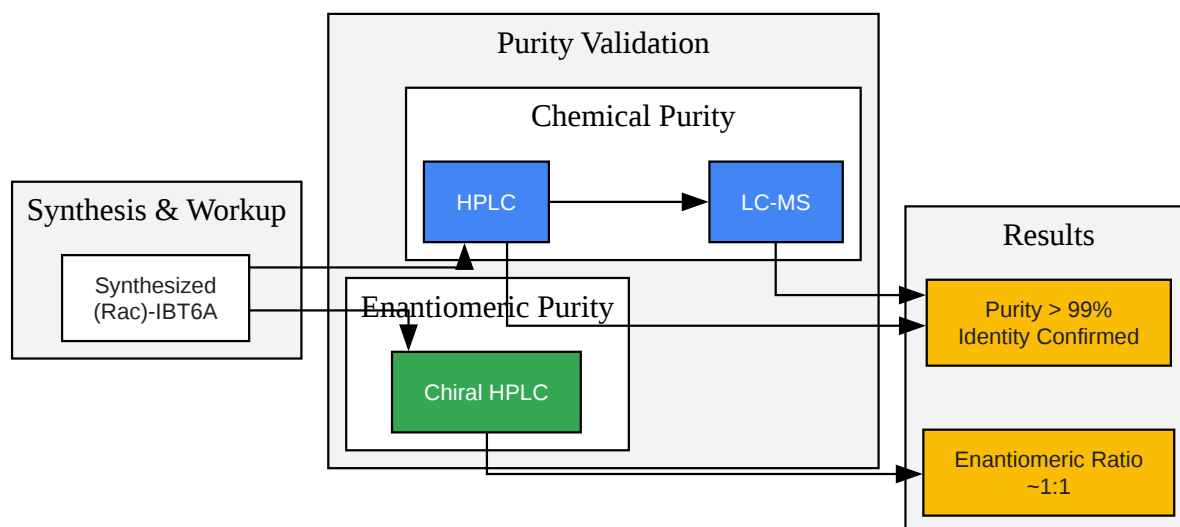 Purity Validation
Chemical Purity
HPLC
LC-MS
Synthesis & Workup
Synthesized
(Rac)-IBT6A
Enantiomeric Purity
Chiral HPLC
Results
Purity > 99%
Identity Confirmed
Enantiomeric Ratio
~1:1